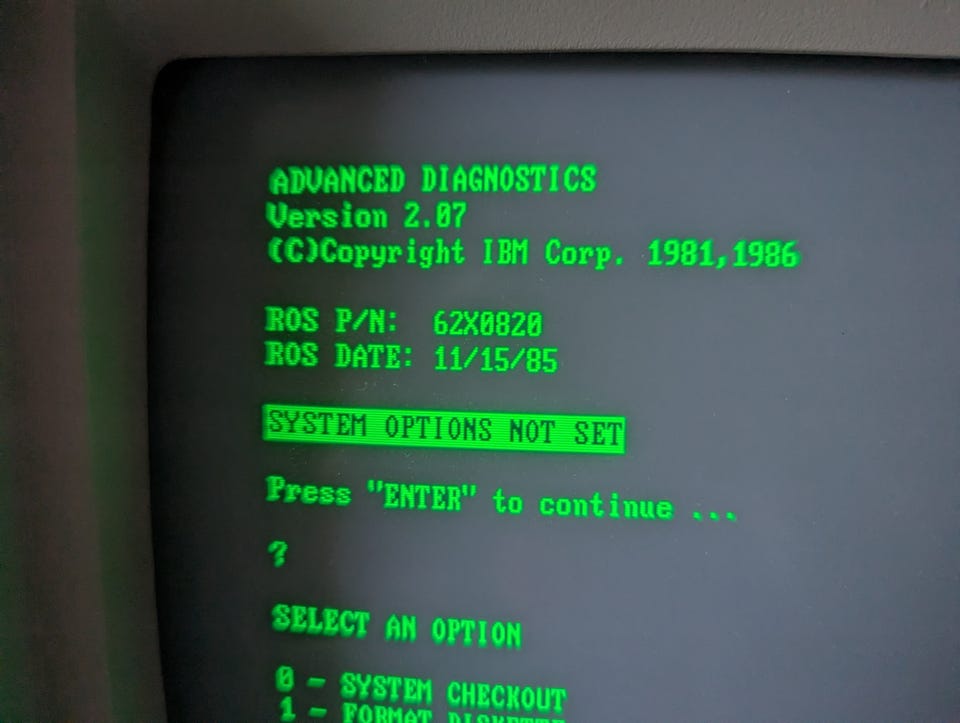 ADVANCED DIAGNOSTICS
Version 2.07
(C)Copyright IBM Corp. 1981,1986
ROS P/N: 62X0820
ROS DATE: 11/15/85
SYSTEM OPTIONS NOT SET
Press "ENTER" to continue ...
?
SELECT AN OPTION
0 - SYSTEM CHECKOUT
1 - FORMAT DISKETTE